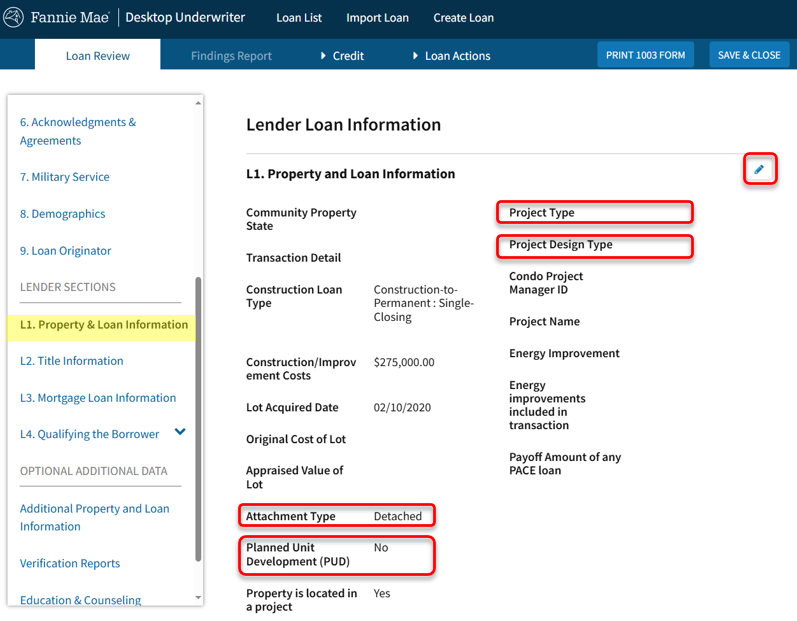 Fannie Mae® Desktop Underwriter Loan List Import Loan Create Loan
Loan Review Findings Report Credit Loan Actions PRINT 1003 FORM SAVE & CLOSE
6. Acknowledgments &
Agreements
7. Military Service
8. Demographics
9. Loan Originator
LENDER SECTIONS
L1. Property & Loan Information
L2. Title Information
L3. Mortgage Loan Information
L4. Qualifying the Borrower
OPTIONAL ADDITIONAL DATA
Additional Property and Loan
Information
Verification Reports
Education & Counseling
Lender Loan Information
L1. Property and Loan Information
Community Property
State
Transaction Detail
Construction Loan
Type
Construction-to-
Permanent : Single-
Closing
Construction/Improv
ement Costs
$275,000.00
Lot Acquired Date 02/10/2020
Original Cost of Lot
Appraised Value of
Lot
Attachment Type Detached
Planned Unit
Development (PUD)
No
Property is located in
a project
Yes
Project Type
Project Design Type
Condo Project
Manager ID
Project Name
Energy Improvement
Energy
improvements
included in
transaction
Payoff Amount of any
PACE loan